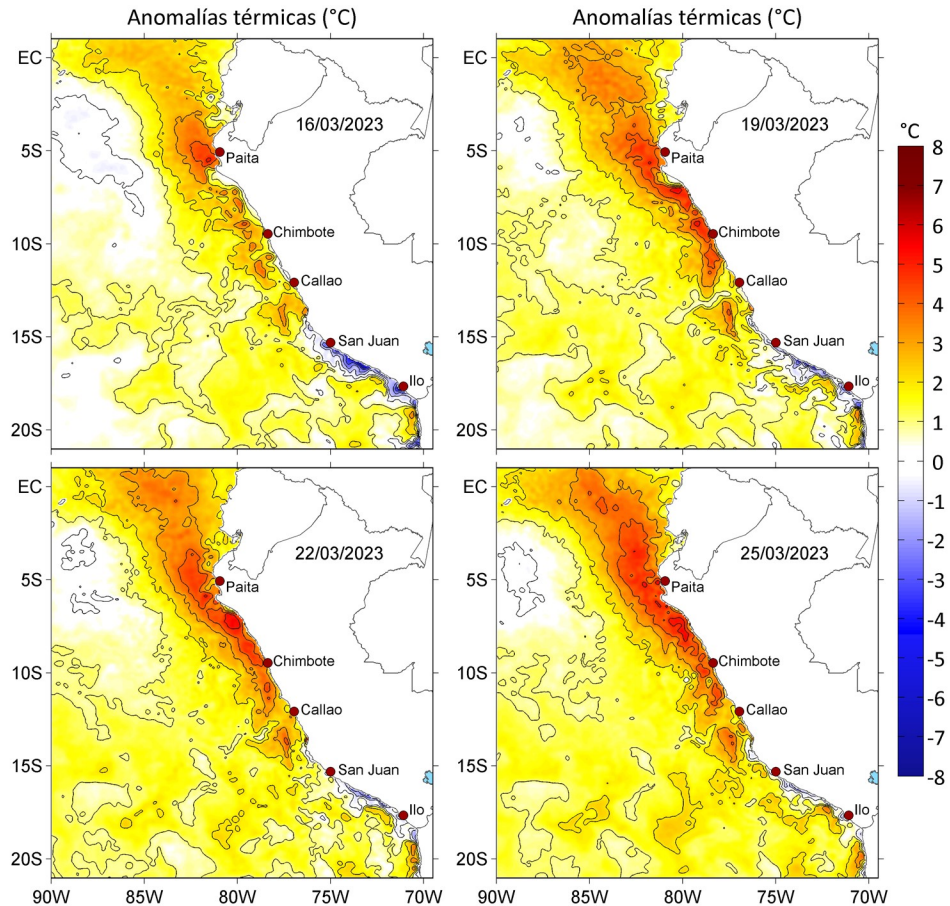 Anomalías térmicas (°C)
Anomalías térmicas (°C)
EC
5S
10S
15S
20S
16/03/2023
Paita
Chimbote
Callao
San Juan
Ilo
EC
5S
10S
15S
20S
19/03/2023
Paita
Chimbote
Callao
San Juan
Ilo
°C
8
7
6
5
4
3
2
1
0
-1
-2
-3
-4
-5
-6
-7
-8
EC
5S
10S
15S
20S
22/03/2023
Paita
Chimbote
Callao
San Juan
Ilo
90W
85W
80W
75W
70W
EC
5S
10S
15S
20S
25/03/2023
Paita
Chimbote
Callao
San Juan
Ilo
90W
85W
80W
75W
70W